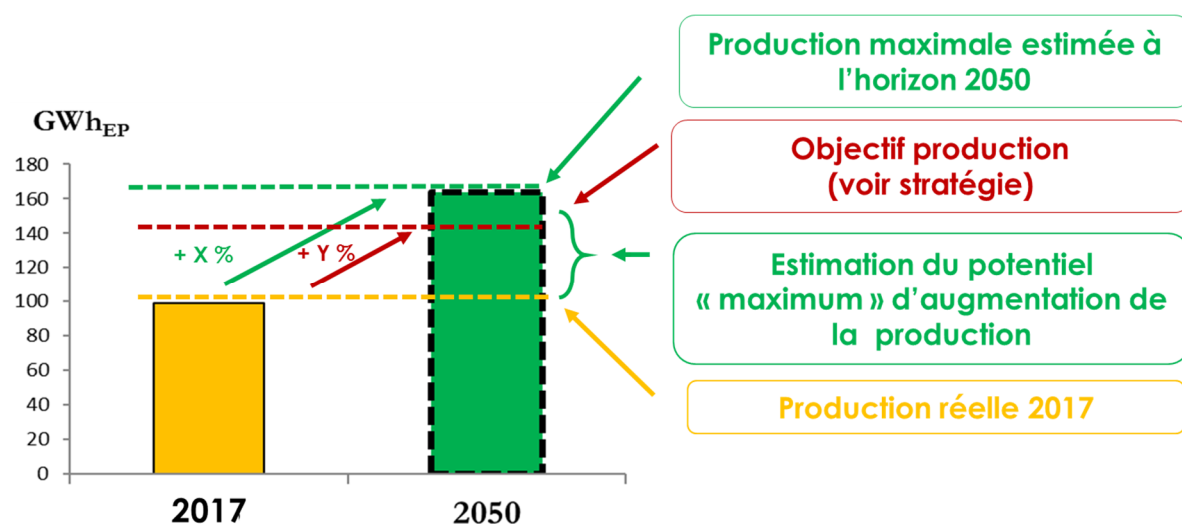 GWhEP
180
160
140
120
100
80
60
40
20
0
+ X %
+ Y %
2017
2050
Production maximale estimée à
l’horizon 2050
Objectif production
(voir stratégie)
Estimation du potentiel
« maximum » d’augmentation de
la production
Production réelle 2017